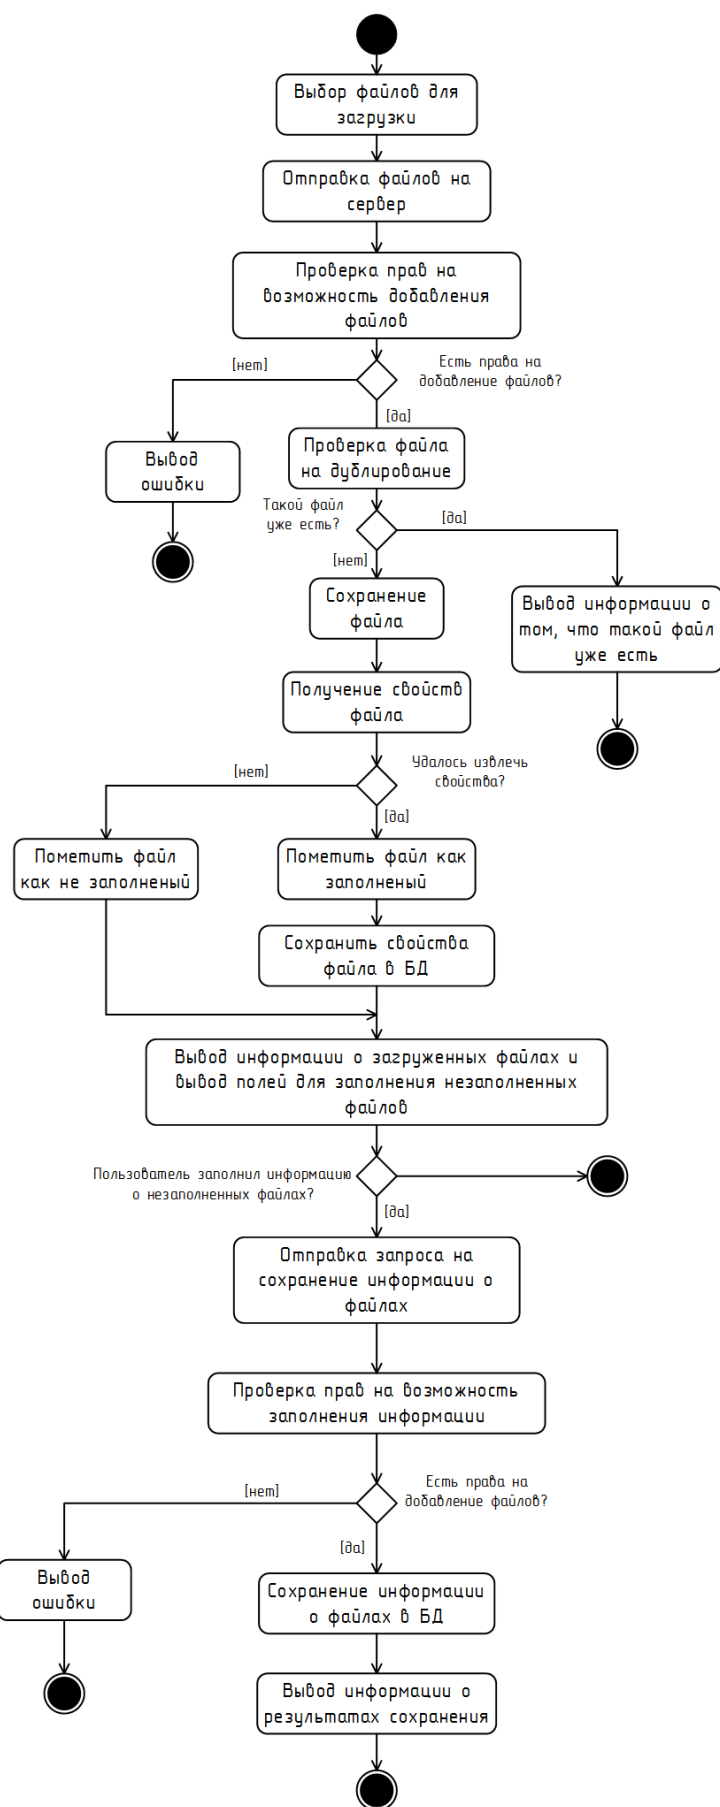 Выбор файлов для
загрузки
Отправка файлов на
сервер
Проверка прав на
возможность добавления
файлов
[нет]
Есть права на
добавление файлов?
[да]
Вывод
ошибки
Проверка файла
на дублирование
Такой файл
уже есть?
[да]
[нет]
Сохранение
файла
Вывод информации о
том, что такой файл
уже есть
Получение свойств
файла
[нет]
Удалось извлечь
свойства?
[да]
Пометить файл
как не заполненый
Пометить файл как
заполненый
Сохранить свойства
файла в БД
Вывод информации о загруженных файлах и
вывод полей для заполнения незаполненных
файлов
Пользователь заполнил информацию
о незаполненных файлах?
[да]
Отправка запроса на
сохранение информации о
файлах
Проверка прав на возможность
заполнения информации
[нет]
Есть права на
добавление файлов?
[да]
Вывод
ошибки
Сохранение информации
о файлах в БД
Вывод информации о
результатах сохранения